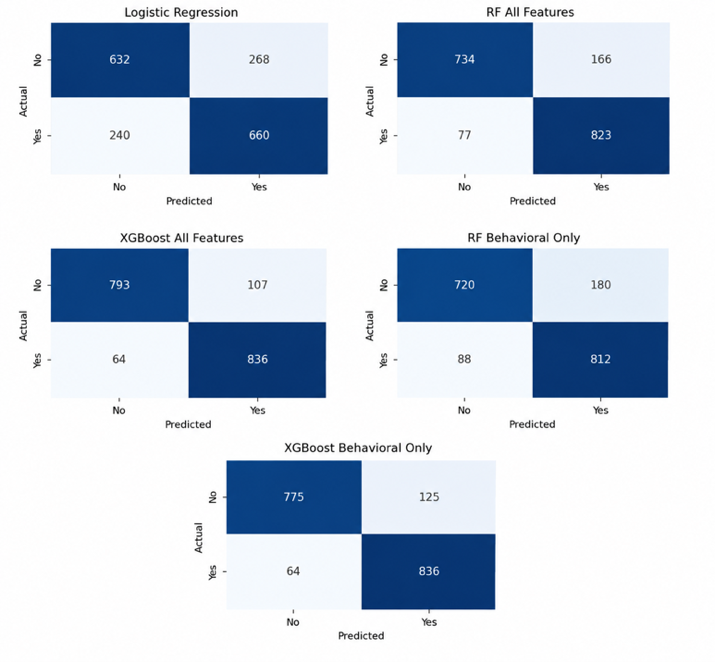 Logistic Regression
No
632
268
Actual
Yes
240
660
No
Yes
Predicted
RF All Features
No
734
166
Actual
Yes
77
823
No
Yes
Predicted
XGBoost All Features
No
793
107
Actual
Yes
64
836
No
Yes
Predicted
RF Behavioral Only
No
720
180
Actual
Yes
88
812
No
Yes
Predicted
XGBoost Behavioral Only
No
775
125
Actual
Yes
64
836
No
Yes
Predicted